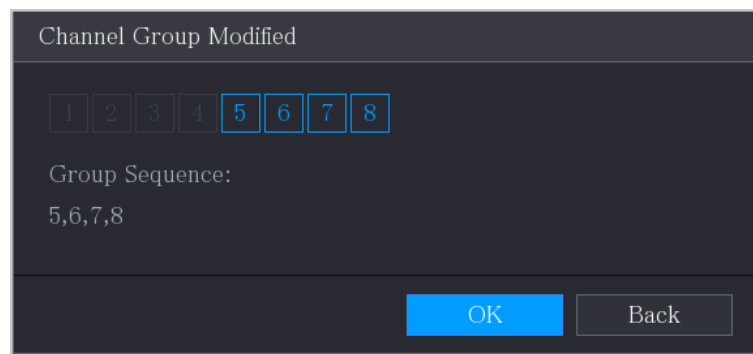 Channel Group Modified
1 2 3 4 5 6 7 8
Group Sequence:
5,6,7,8
OK Back